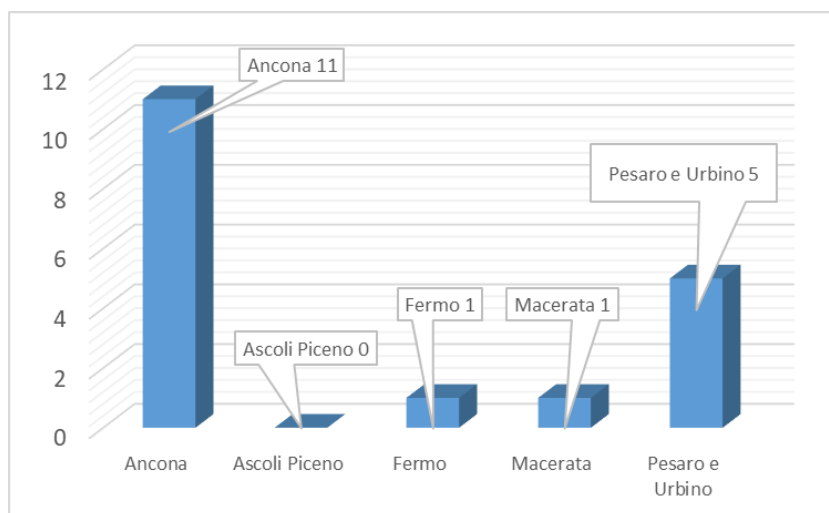 12
10
8
6
4
2
0
Ancona 11
Ascoli Piceno 0
Fermo 1
Macerata 1
Pesaro e Urbino 5
Ancona
Ascoli Piceno
Fermo
Macerata
Pesaro e
Urbino